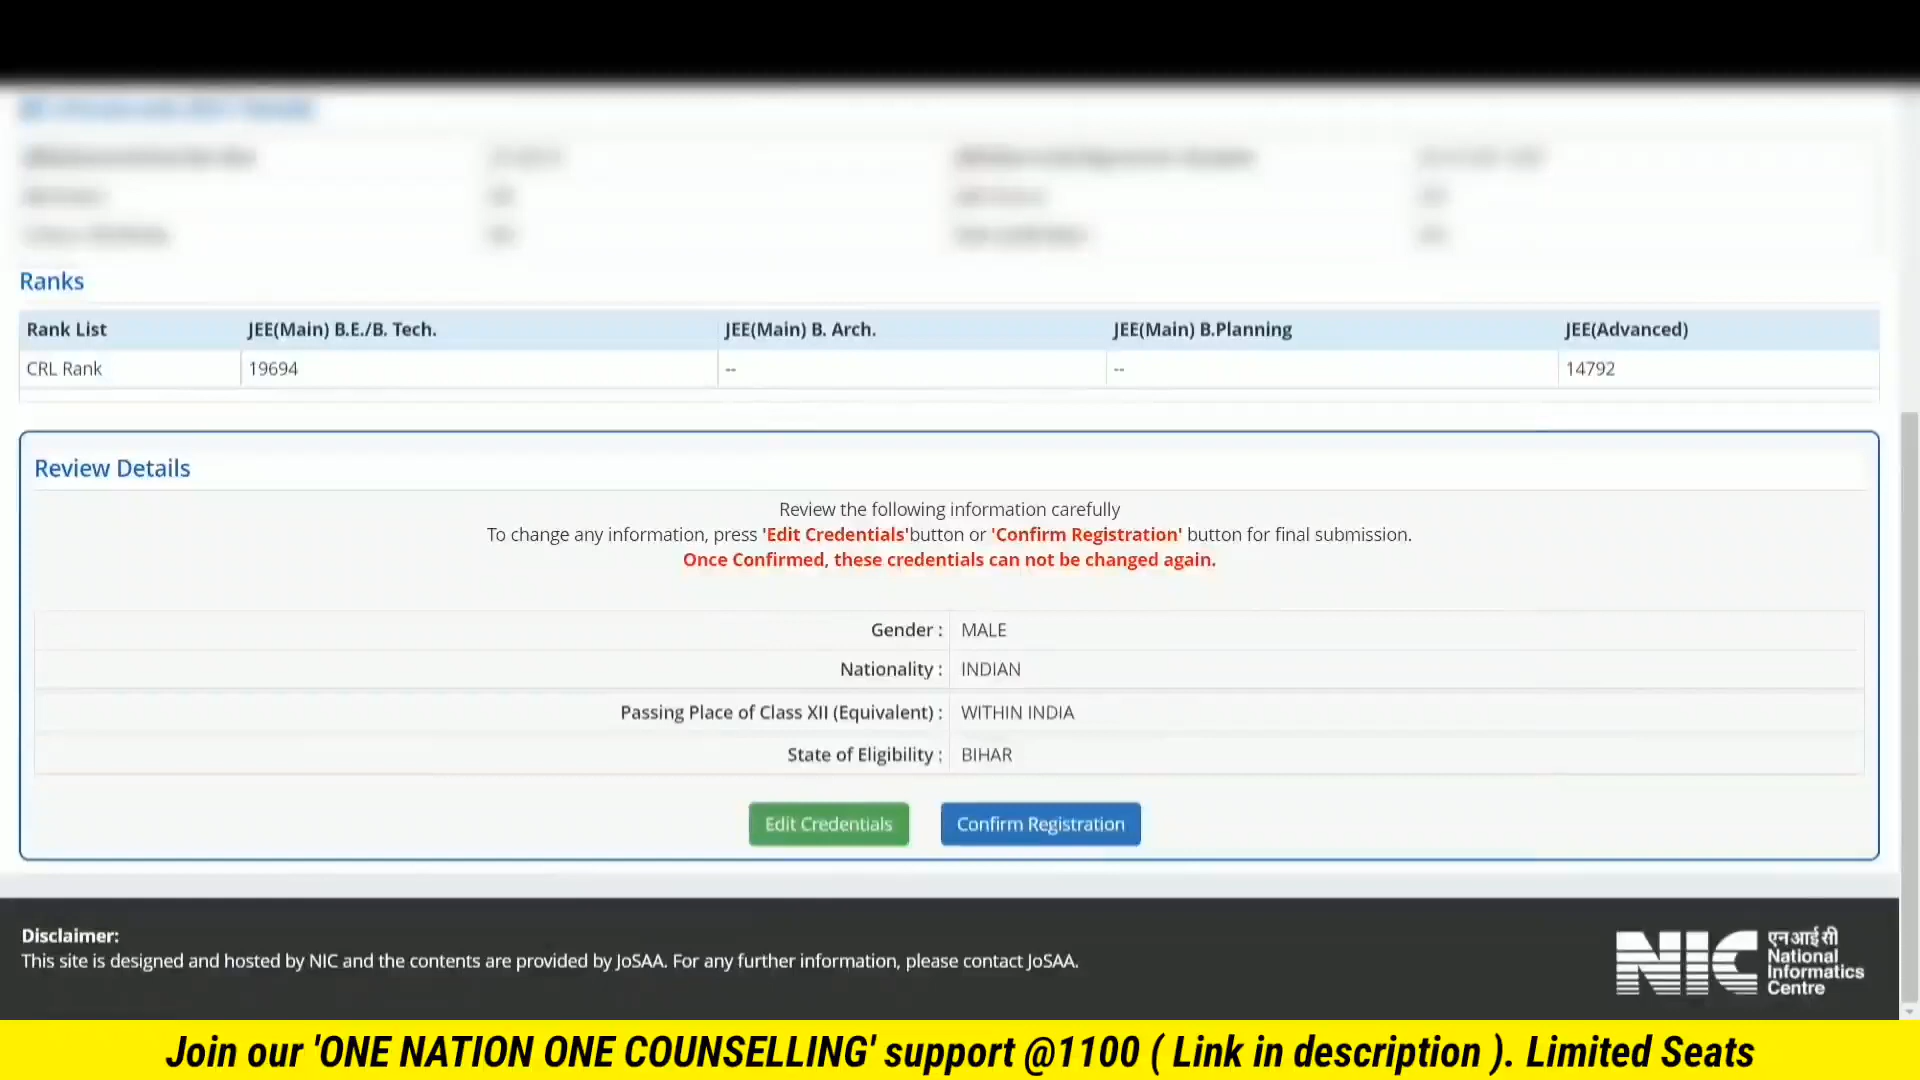 Ranks
Rank List JEE(Main) B.E./B. Tech. JEE(Main) B. Arch. JEE(Main) B.Planning JEE(Advanced)
CRL Rank 19694 -- -- 14792
Review Details
Review the following information carefully
To change any information, press 'Edit Credentials'button or 'Confirm Registration' button for final submission.
Once Confirmed, these credentials can not be changed again.
Gender : MALE
Nationality : INDIAN
Passing Place of Class XII (Equivalent) : WITHIN INDIA
State of Eligibility : BIHAR
Edit Credentials Confirm Registration
Disclaimer:
This site is designed and hosted by NIC and the contents are provided by JoSAA. For any further information, please contact JoSAA.
NIC
एन आई सी
National
Informatics
Centre
Join our 'ONE NATION ONE COUNSELLING' support @1100 ( Link in description ). Limited Seats